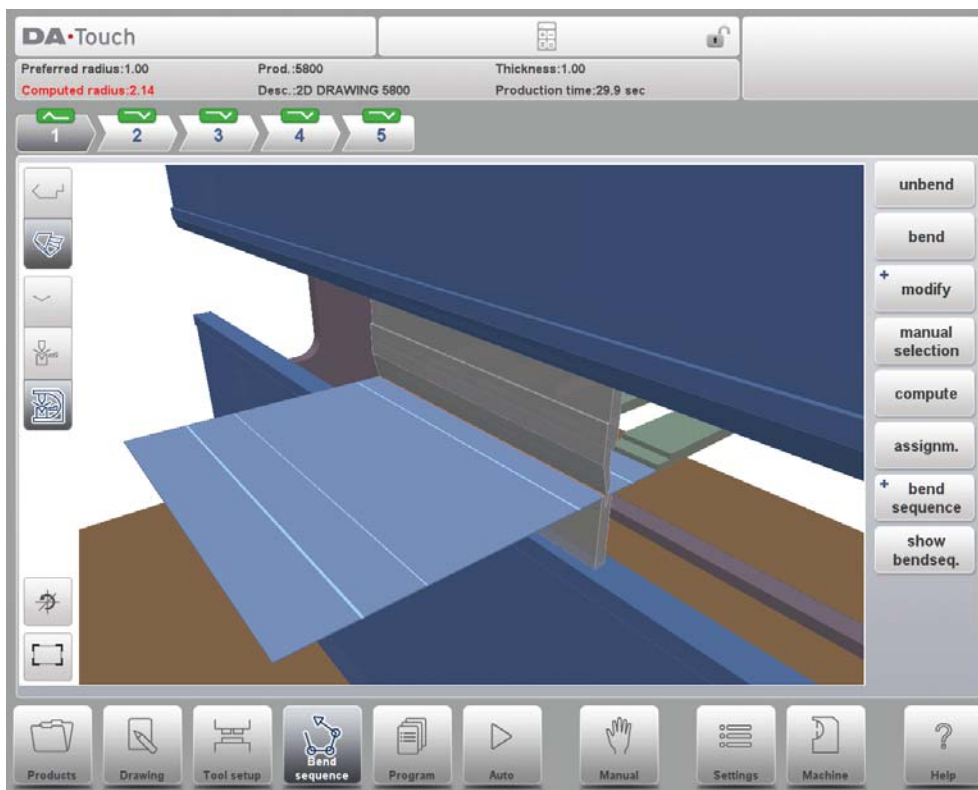 DA•Touch
Preferred radius:1.00
Prod.:5800
Thickness:1.00
Computed radius:2.14
Desc.:2D DRAWING 5800
Production time:29.9 sec
1
2
3
4
5
unbend
bend
+ modify
manual
selection
compute
assignm.
+ bend
sequence
show
bendseq.
Products
Drawing
Tool setup
Bend
sequence
Program
Auto
Manual
Settings
Machine
? 
Help